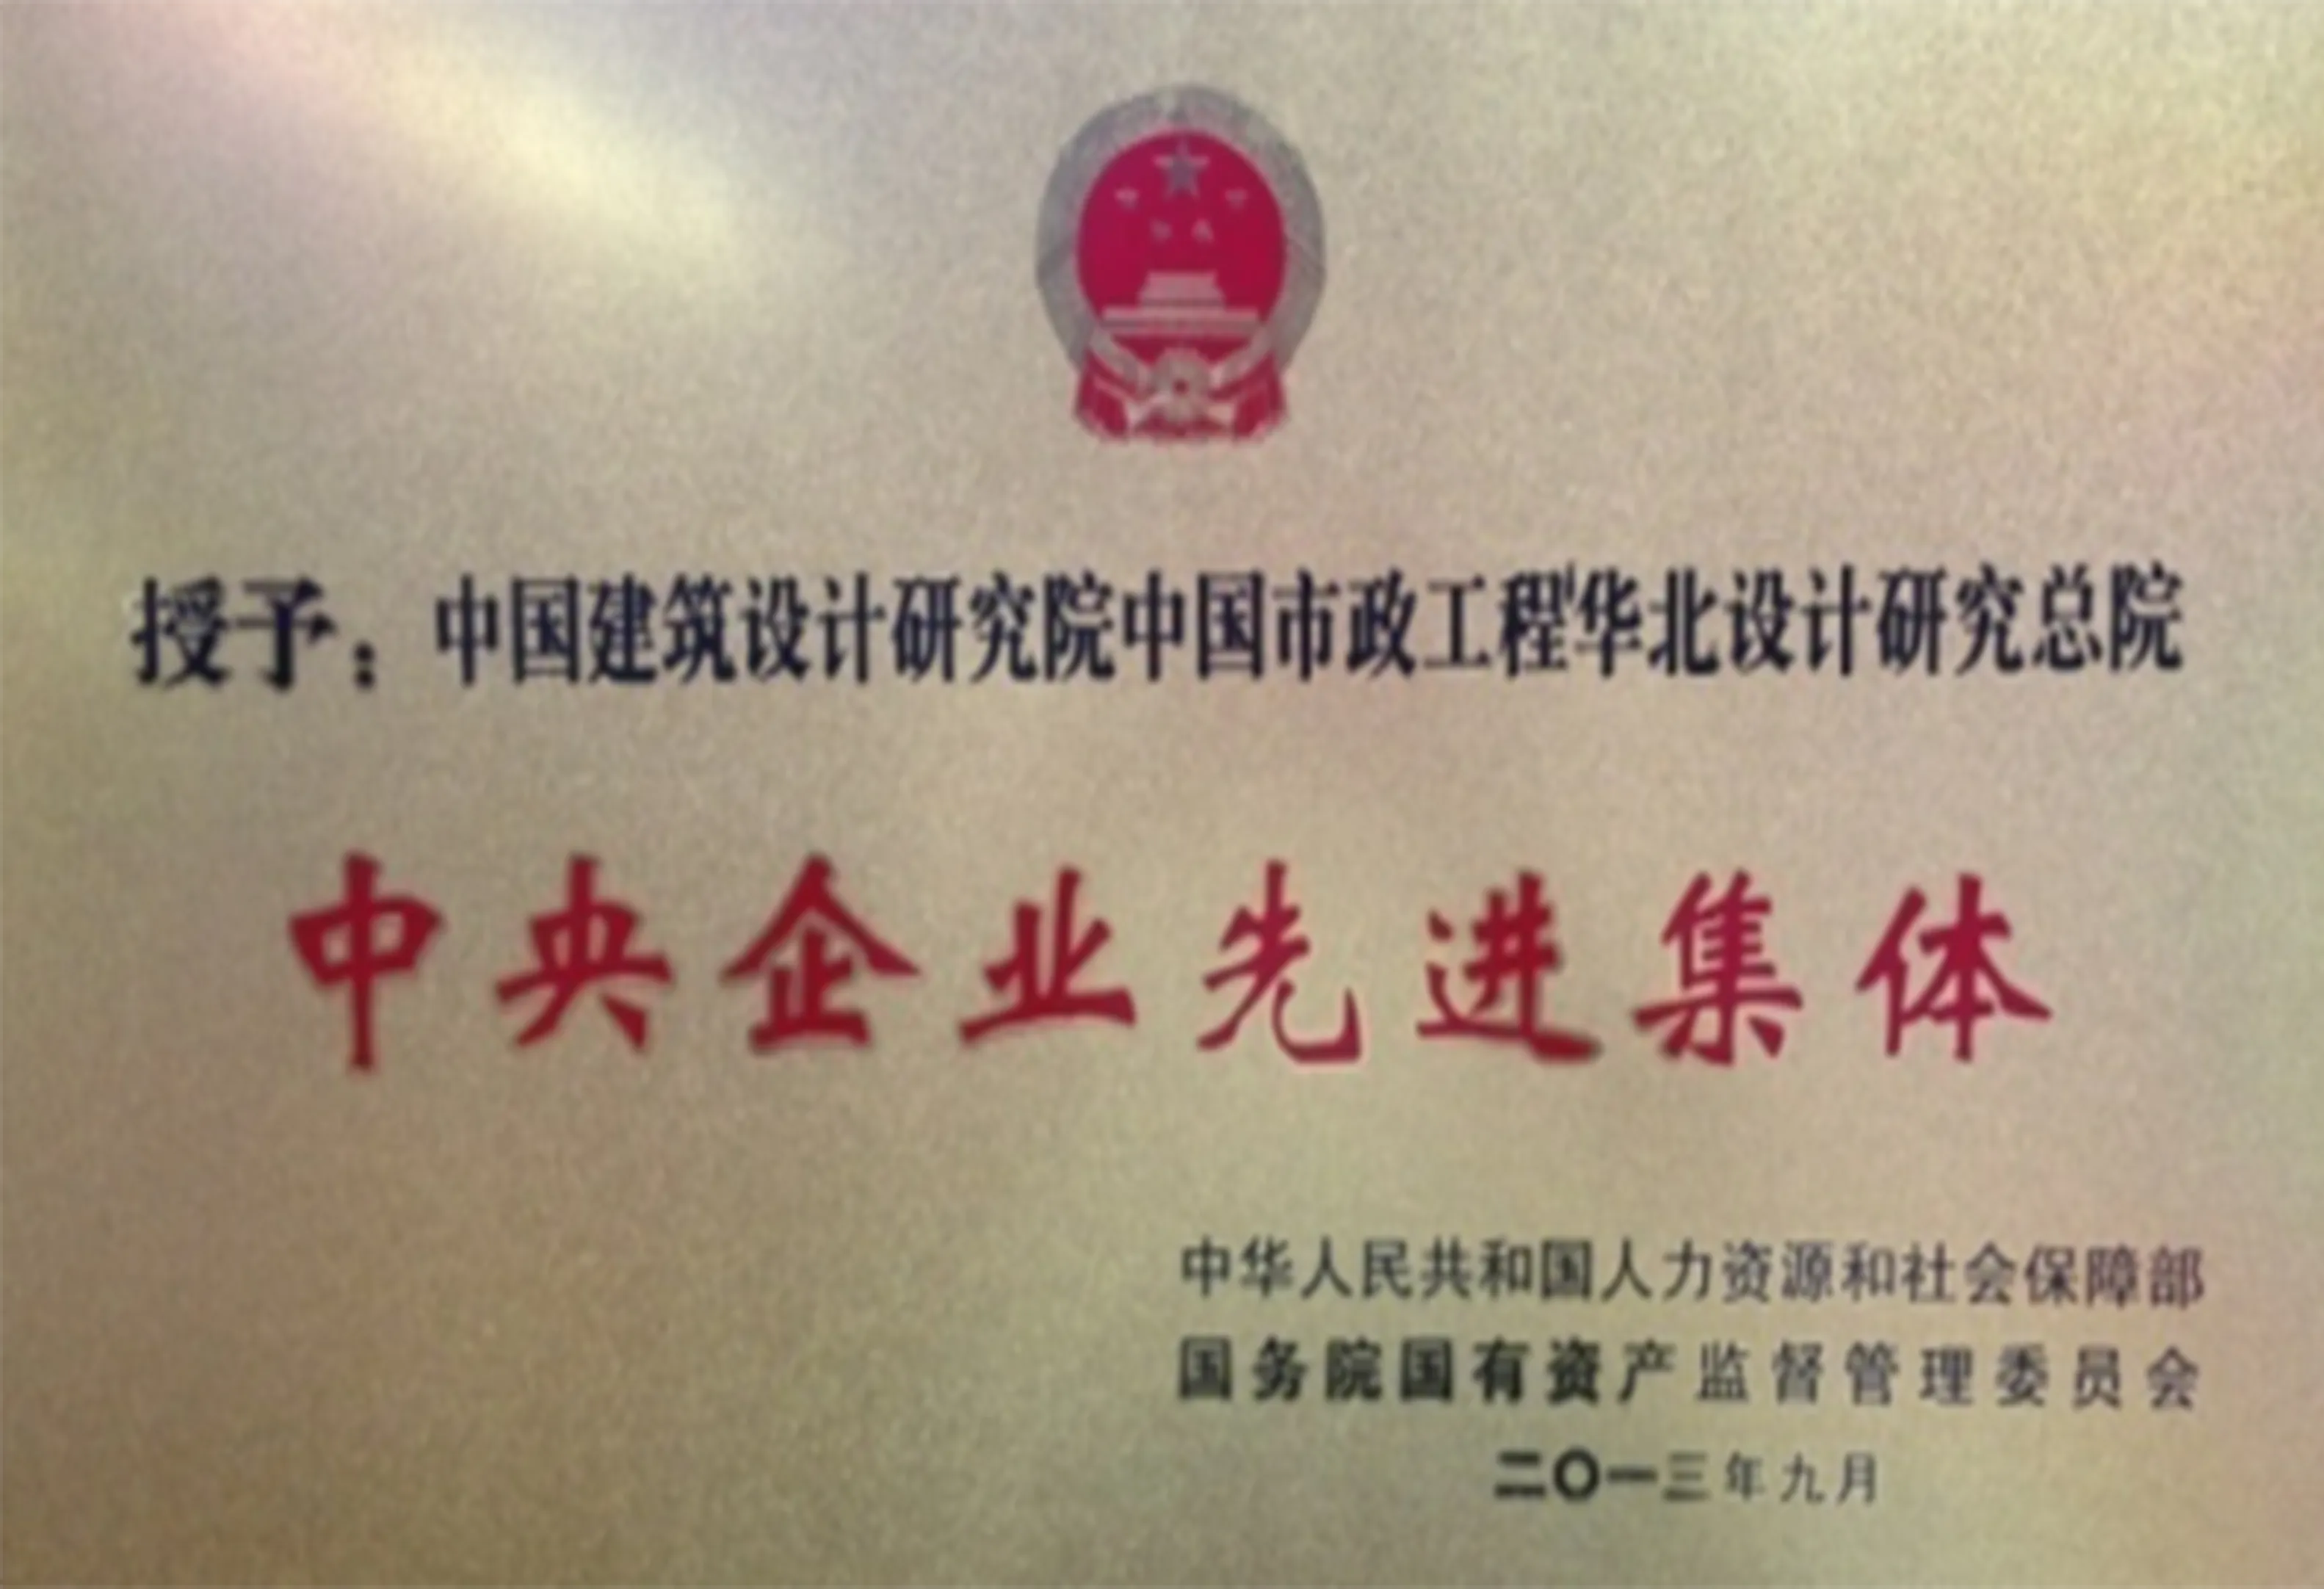 授予：中国建筑设计研究院中国市政工程华北设计研究总院
中央企业先进集体
中华人民共和国人力资源和社会保障部
国务院国有资产监督管理委员会
二〇一三年九月